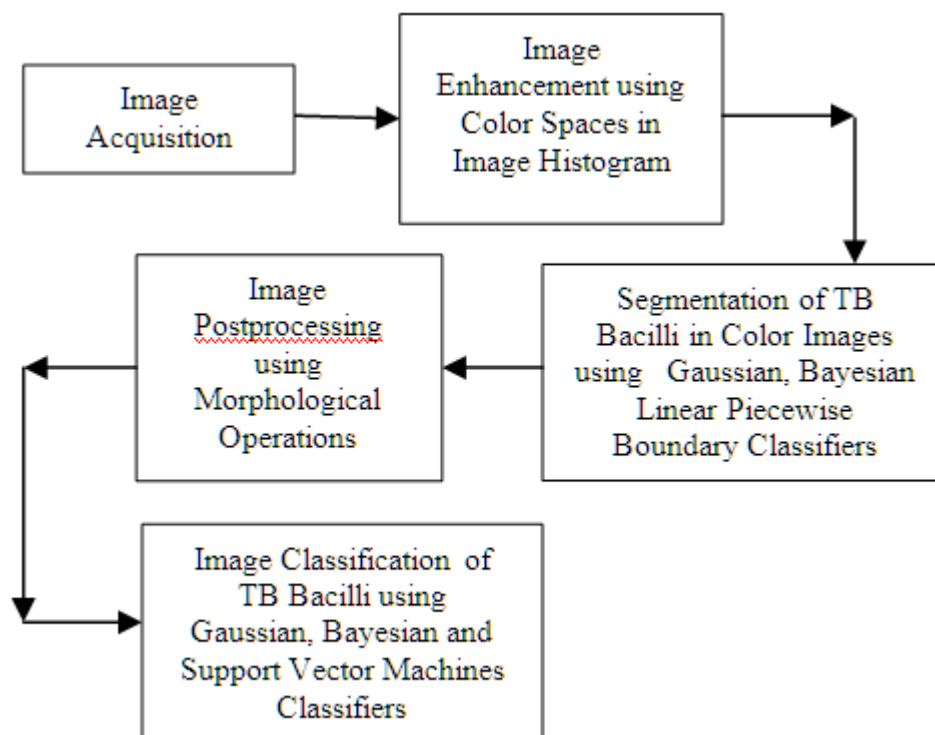 Image
Acquisition
Image
Enhancement using
Color Spaces in
Image Histogram
Segmentation of TB
Bacilli in Color Images
using Gaussian, Bayesian
Linear Piecewise
Boundary Classifiers
Image
Postprocessing
using
Morphological
Operations
Image Classification of
TB Bacilli using
Gaussian, Bayesian and
Support Vector Machines
Classifiers